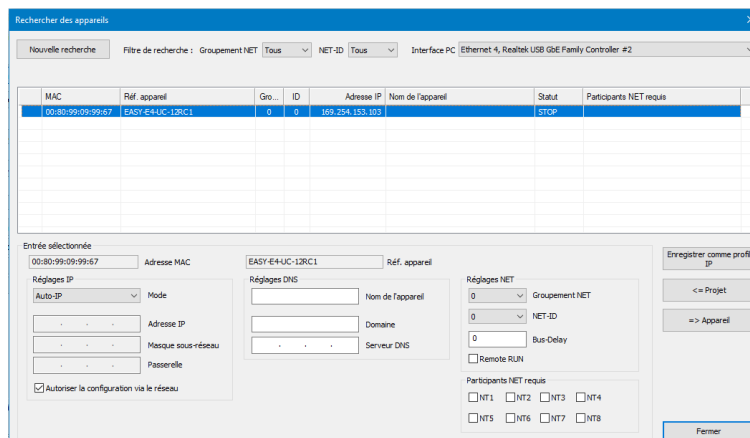 Rechercher des appareils
Nouvelle recherche Filtre de recherche : Groupement NET Tous NET-ID Tous Interface PC Ethernet 4, Realtek USB GbE Family Controller #2
MAC Réf. appareil Gro... ID Adresse IP Nom de l'appareil Statut Participants NET requis
00:80:99:09:99:67 EASY-E4-UC-12RC1 0 0 169.254.153.103 STOP
Entrée sélectionnée
00:80:99:09:99:67 Adresse MAC EASY-E4-UC-12RC1 Réf. appareil
Enregistrer comme profil
IP
Réglages IP Réglages DNS Réglages NET
Auto-IP Mode Nom de l'appareil 0 Groupement NET <= Projet
Adresse IP Domaine 0 NET-ID => Appareil
Masque sous-réseau Serveur DNS 0 Bus-Delay
Passerelle Remote RUN
Autoriser la configuration via le réseau Participants NET requis
NT1 NT2 NT3 NT4
NT5 NT6 NT7 NT8
Fermer